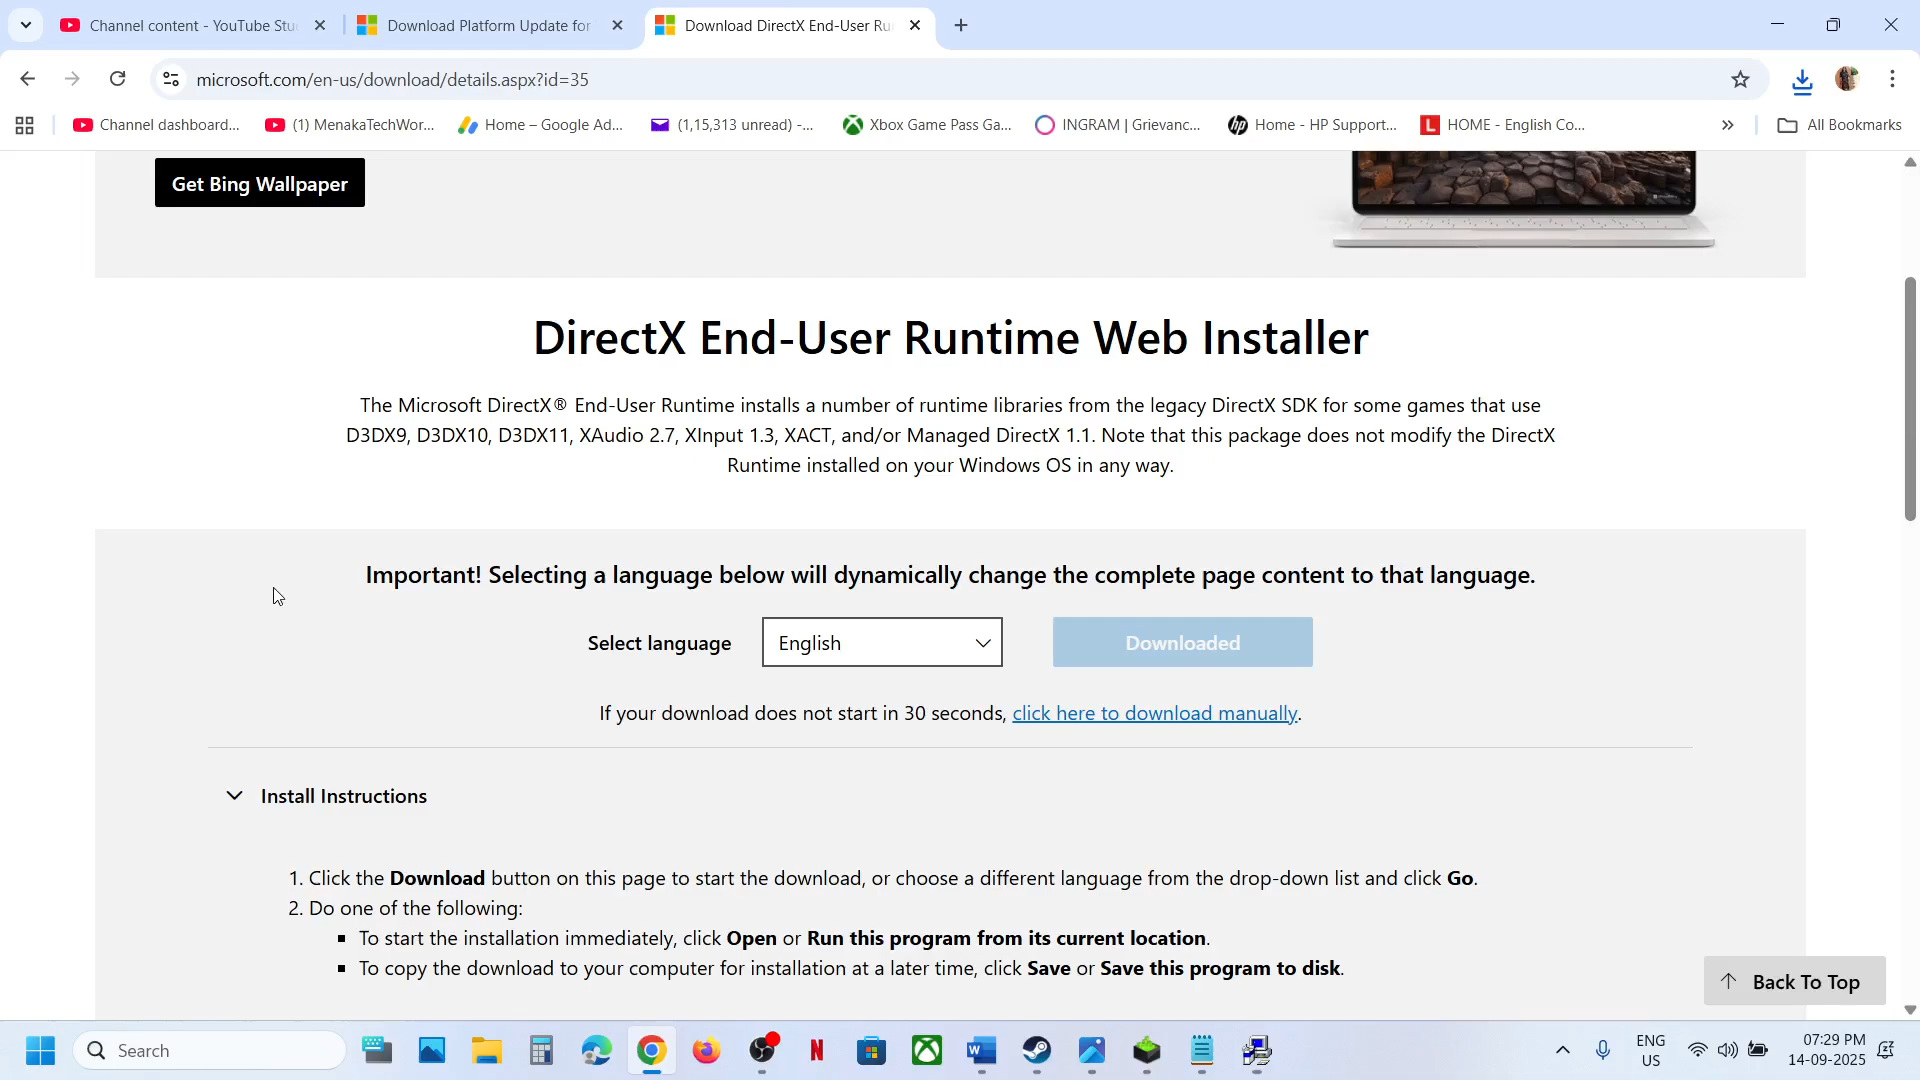 Channel content - YouTube Stu
Download Platform Update for
Download DirectX End-User Ru
microsoft.com/en-us/download/details.aspx?id=35
Channel dashboard...
(1) MenakaTechWor...
Home – Google Ad...
(1,15,313 unread) -...
Xbox Game Pass Ga...
INGRAM | Grievanc...
Home - HP Support...
HOME - English Co...
All Bookmarks
Get Bing Wallpaper
DirectX End-User Runtime Web Installer
The Microsoft DirectX® End-User Runtime installs a number of runtime libraries from the legacy DirectX SDK for some games that use
D3DX9, D3DX10, D3DX11, XAudio 2.7, XInput 1.3, XACT, and/or Managed DirectX 1.1. Note that this package does not modify the DirectX
Runtime installed on your Windows OS in any way.
Important! Selecting a language below will dynamically change the complete page content to that language.
Select language
English
Downloaded
If your download does not start in 30 seconds, click here to download manually.
Install Instructions
1. Click the Download button on this page to start the download, or choose a different language from the drop-down list and click Go.
2. Do one of the following:
▪ To start the installation immediately, click Open or Run this program from its current location.
▪ To copy the download to your computer for installation at a later time, click Save or Save this program to disk.
Back To Top
Search
ENG
US
07:29 PM
14-09-2025